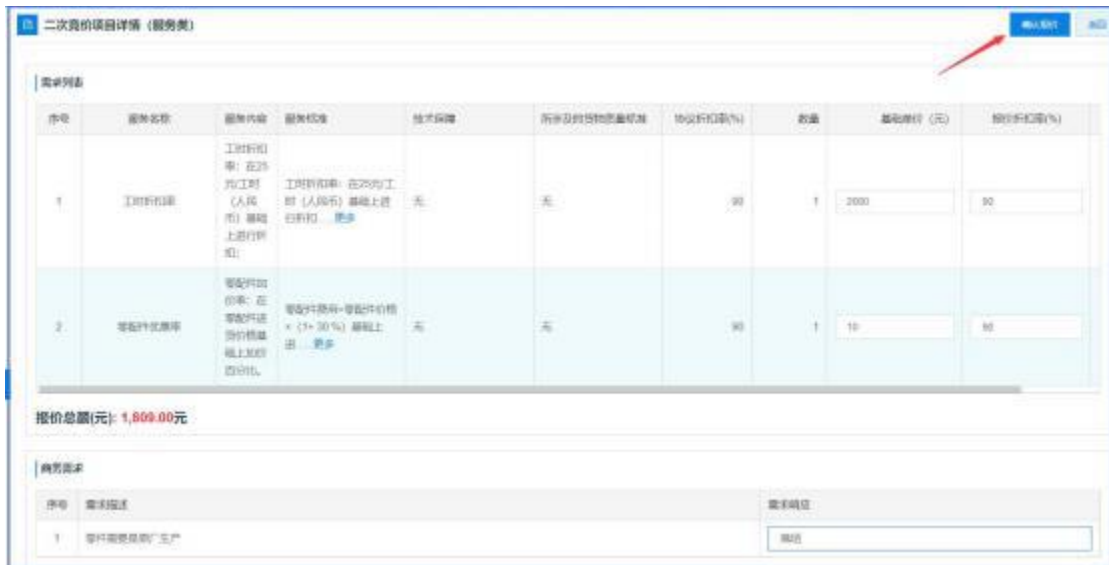 二次竞价项目详情（服务类）
确认报价
返回
需求列表
序号 服务名称 服务内容 服务标准 技术保障 所涉及的货物质量标准 协议折扣率(%) 数量 基础单价（元） 报价折扣率(%)
1 工时折扣率 无 无 90 1 2000 90
工时折扣
率：在25
元/工时
（人民
币）基础
上进行折
扣;
工时折扣率：在25元/工
时（人民币）基础上进
行折扣 ... 更多
2 零配件优惠率 无 无 90 1 10 90
零配件加
价率：在
零配件进
货价格基
础上加价
百分比。
零配件费用=零配件价格
×（1+30%）基础上
进 ... 更多
报价总额(元): 1,809.00元
商务需求
序号 需求描述 需求响应
1 零件需要是原厂生产